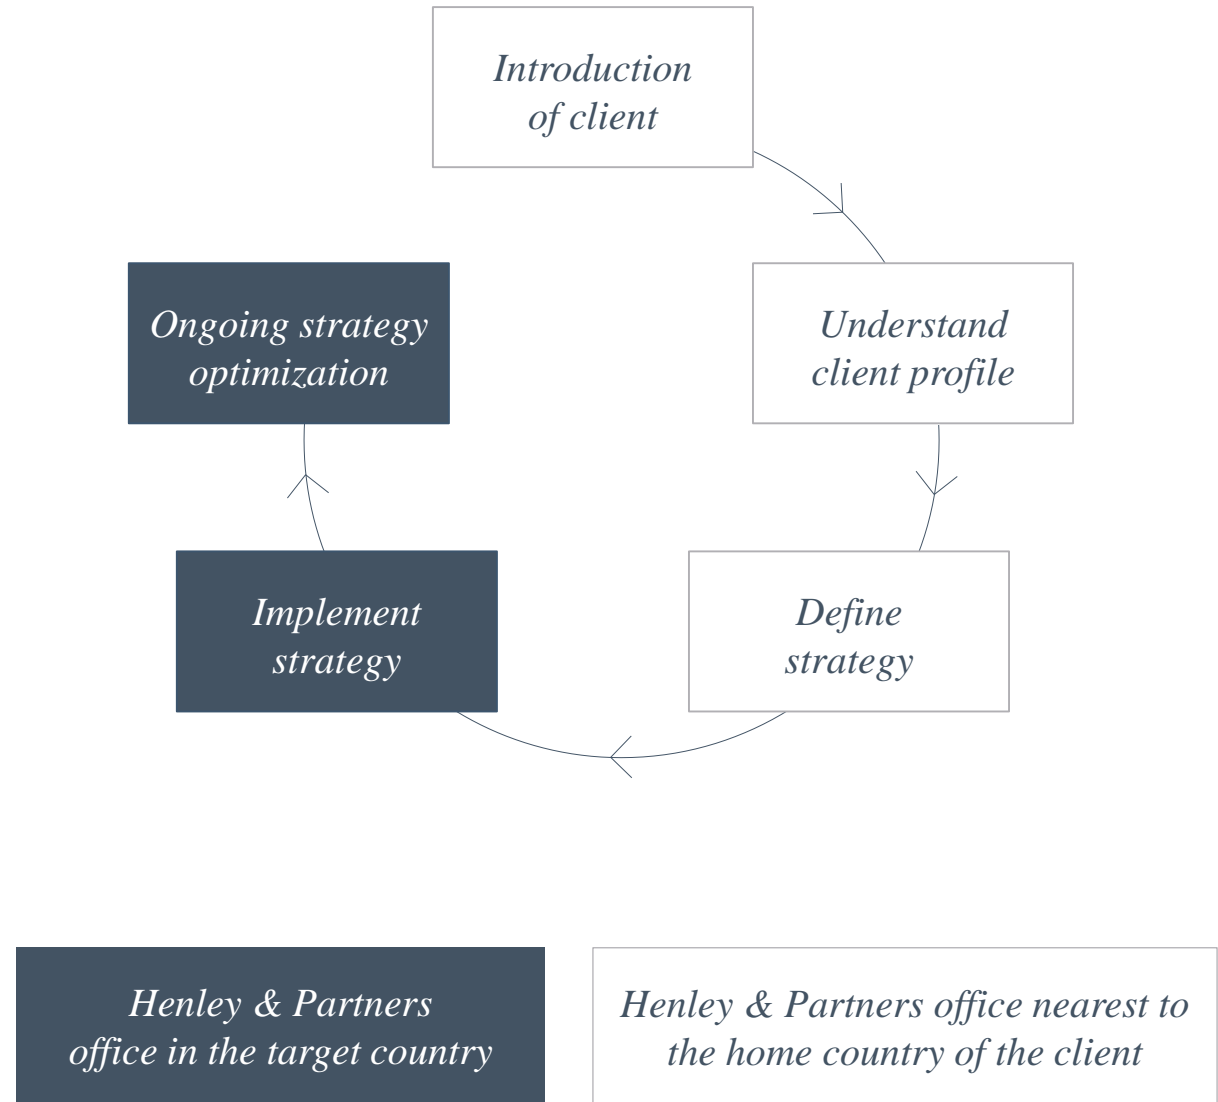 Introduction
of client
Ongoing strategy
optimization
Understand
client profile
Implement
strategy
Define
strategy
Henley & Partners
office in the target country
Henley & Partners office nearest to
the home country of the client